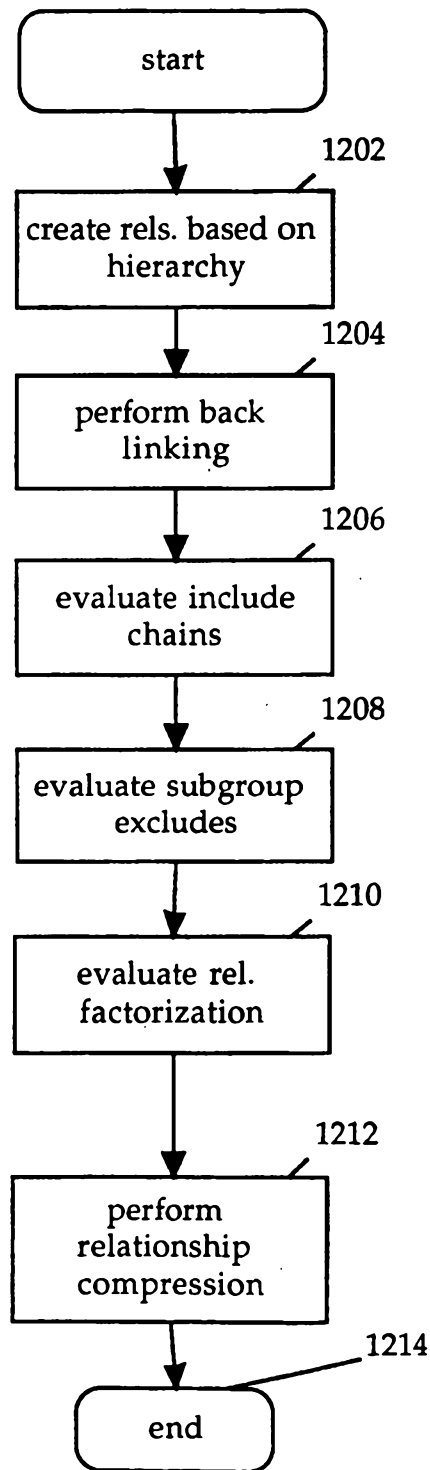 start
1202
create rels. based on
hierarchy
1204
perform back
linking
1206
evaluate include
chains
1208
evaluate subgroup
excludes
1210
evaluate rel.
factorization
1212
perform
relationship
compression
1214
end